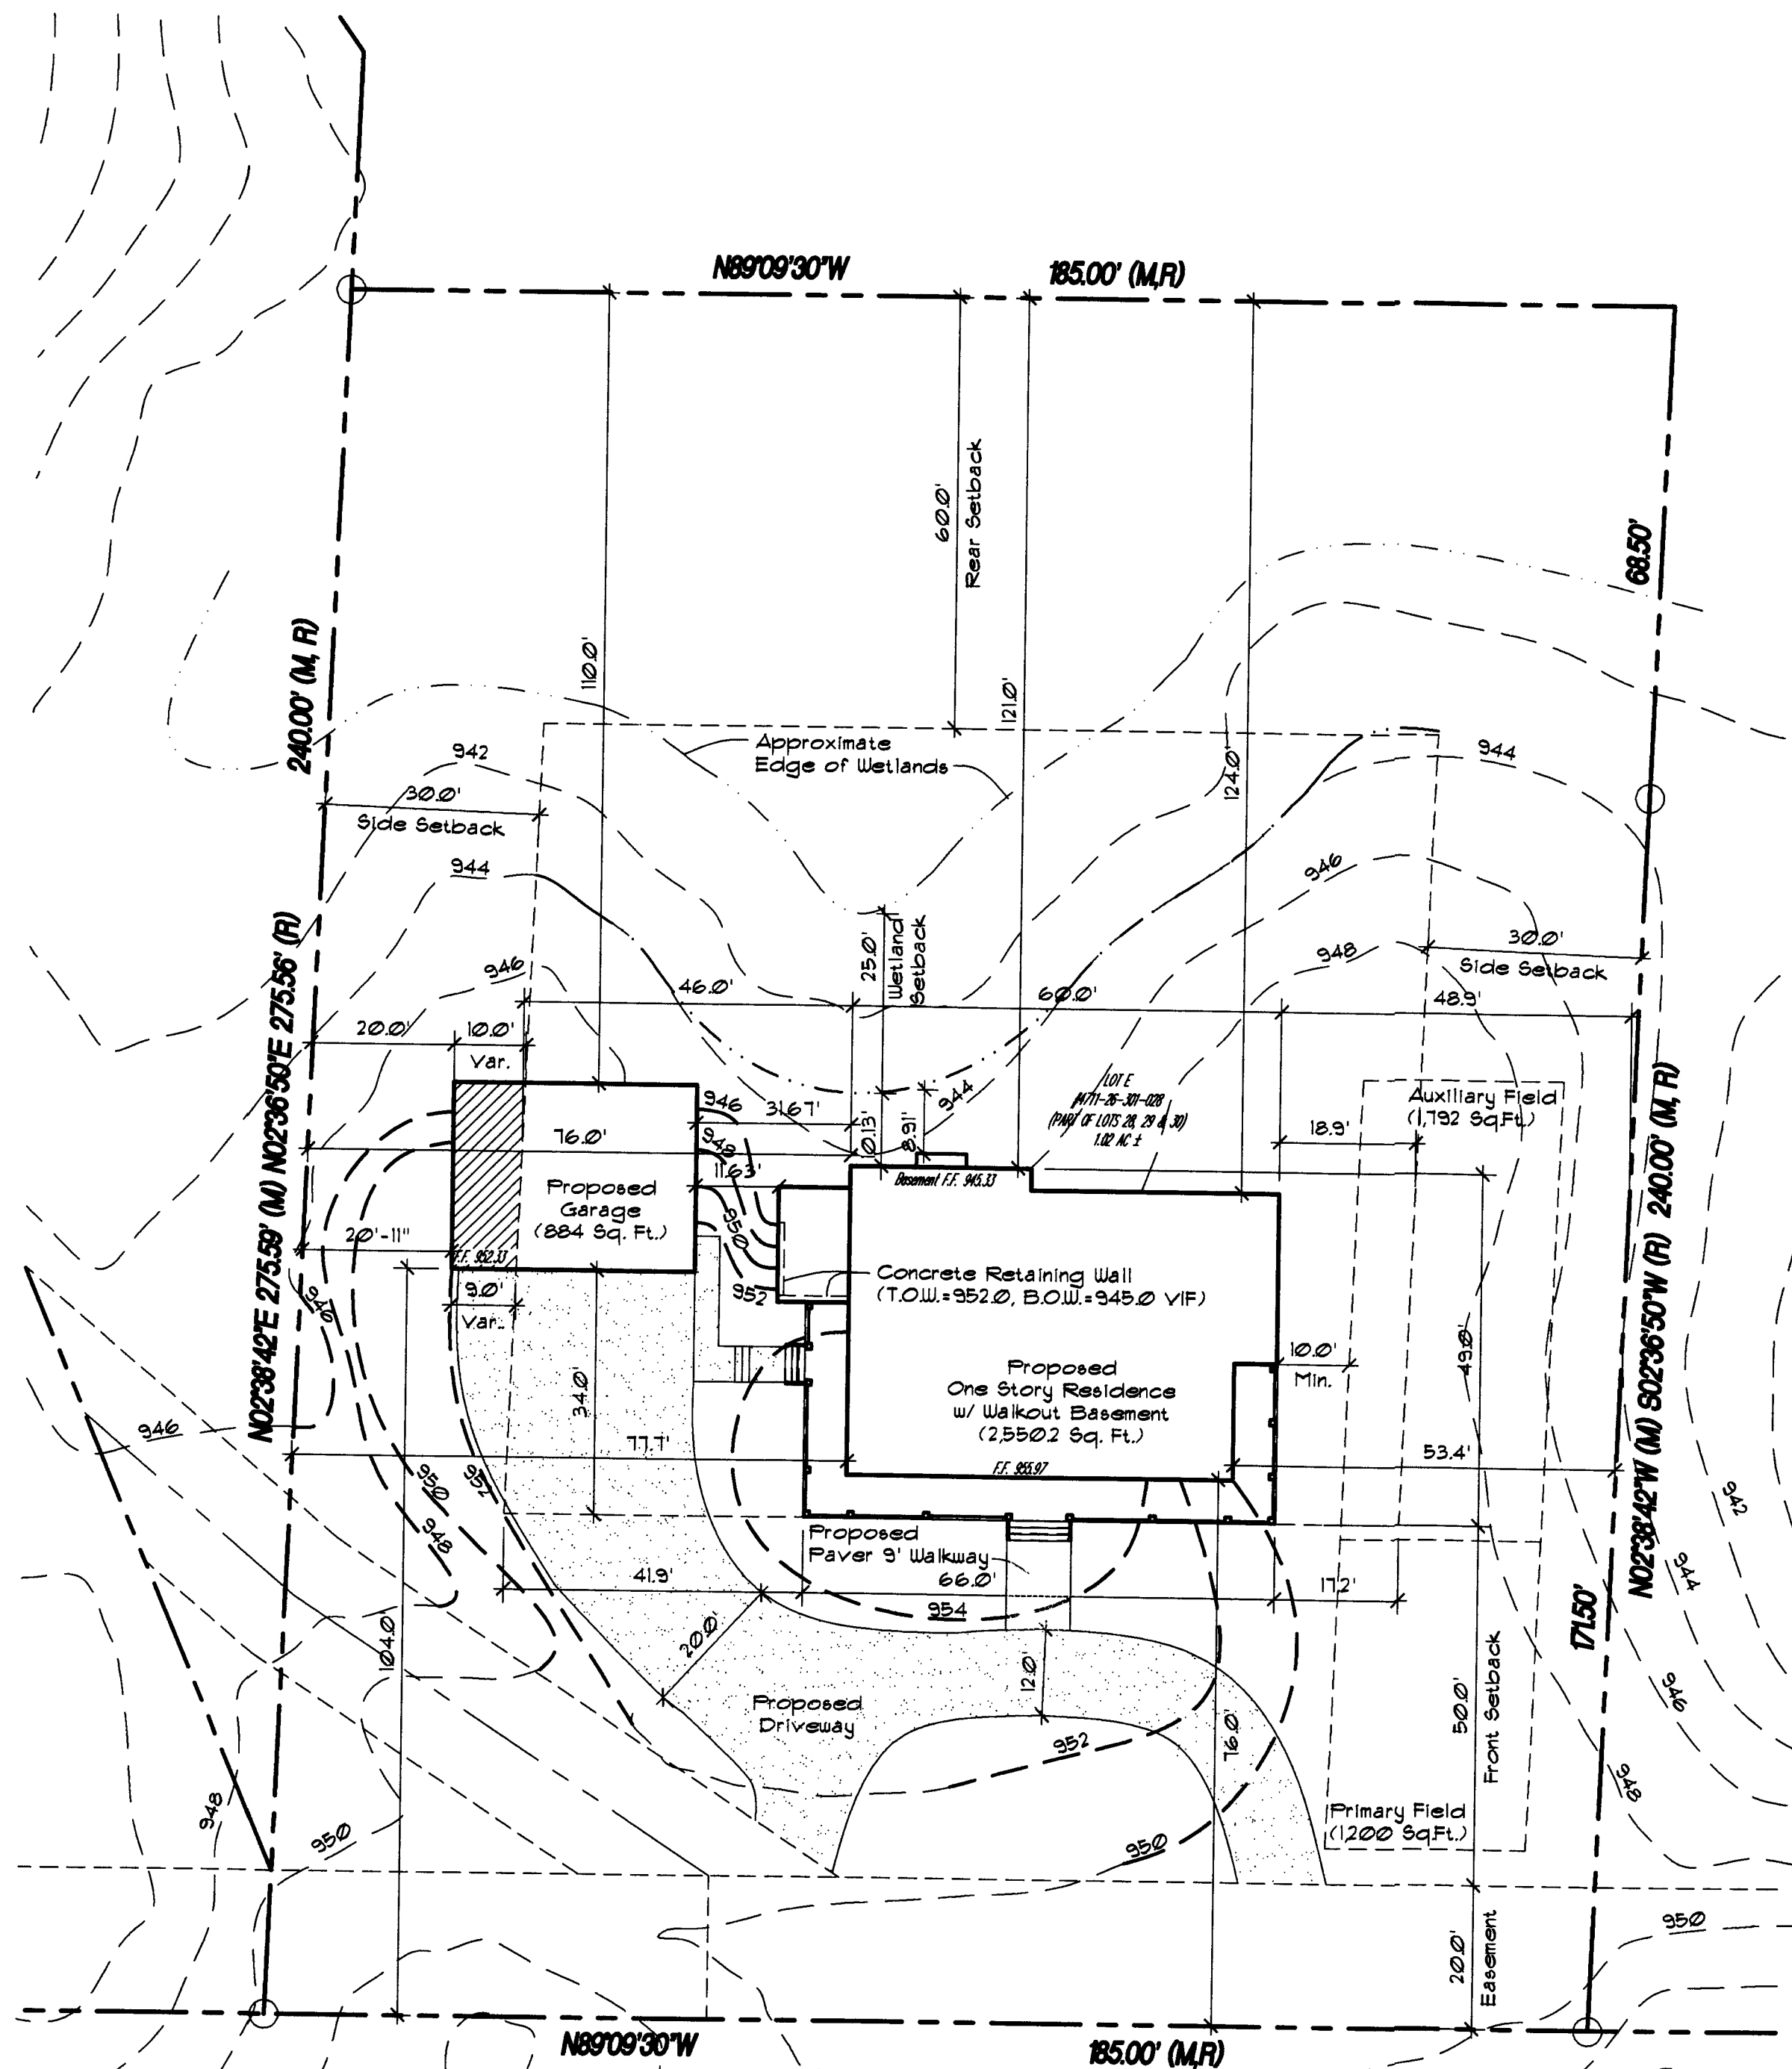 N89°09'30"W
185.00' (M,R)
68.50'
60.0'
Rear Setback
110.0'
121.0'
124.0'
240.00' (M, R)
Approximate
Edge of Wetlands
942
944
30.0'
Side Setback
944
946
25.0'
Wetland
Setback
948
30.0'
Side Setback
946
46.0'
60.0'
48.9'
20.0'
10.0'
Var.
N02°38'42"E 275.59' (M) N02°36'50"E 275.56' (R)
946
31.67'
948
8.91'
944
LOT E
(PART OF LOTS 28, 29 & 30)
1.02 AC ±
Auxiliary Field
(1,792 Sq.Ft.)
76.0'
18.9'
11.63'
Basement F.F. 945.33
Proposed
Garage
(884 Sq. Ft.)
950
20'-11"
F.F. 952.33
Concrete Retaining Wall
(T.O.W.=952.0, B.O.W.=945.0 VIF)
952
946
9.0'
Var.
34.0'
Proposed
One Story Residence
w/ Walkout Basement
(2,550.2 Sq. Ft.)
10.0'
Min.
49.0'
N02°38'42"W (M) S02°36'50"W (R) 240.00' (M, R)
946
77.7'
F.F. 955.97
53.4'
950
952
948
942
Proposed
Paver 9' Walkway
66.0'
41.9'
17.2'
944
954
104.0'
20.0'
171.50'
12.0'
Proposed
Driveway
952
76.0'
50.0'
Front Setback
946
948
948
950
Primary Field
(1200 Sq.Ft.)
950
20.0'
Easement
950
N89°09'30"W
185.00' (M,R)